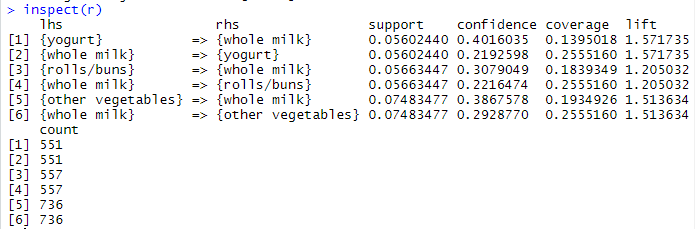 > inspect(r)
    lhs                   rhs                support    confidence coverage  lift
[1] {yogurt}           => {whole milk}       0.05602440 0.4016035  0.1395018 1.571735
[2] {whole milk}       => {yogurt}           0.05602440 0.2192598  0.2555160 1.571735
[3] {rolls/buns}       => {whole milk}       0.05663447 0.3079049  0.1839349 1.205032
[4] {whole milk}       => {rolls/buns}       0.05663447 0.2216474  0.2555160 1.205032
[5] {other vegetables} => {whole milk}       0.07483477 0.3867578  0.1934926 1.513634
[6] {whole milk}       => {other vegetables} 0.07483477 0.2928770  0.2555160 1.513634
    count
[1] 551
[2] 551
[3] 557
[4] 557
[5] 736
[6] 736